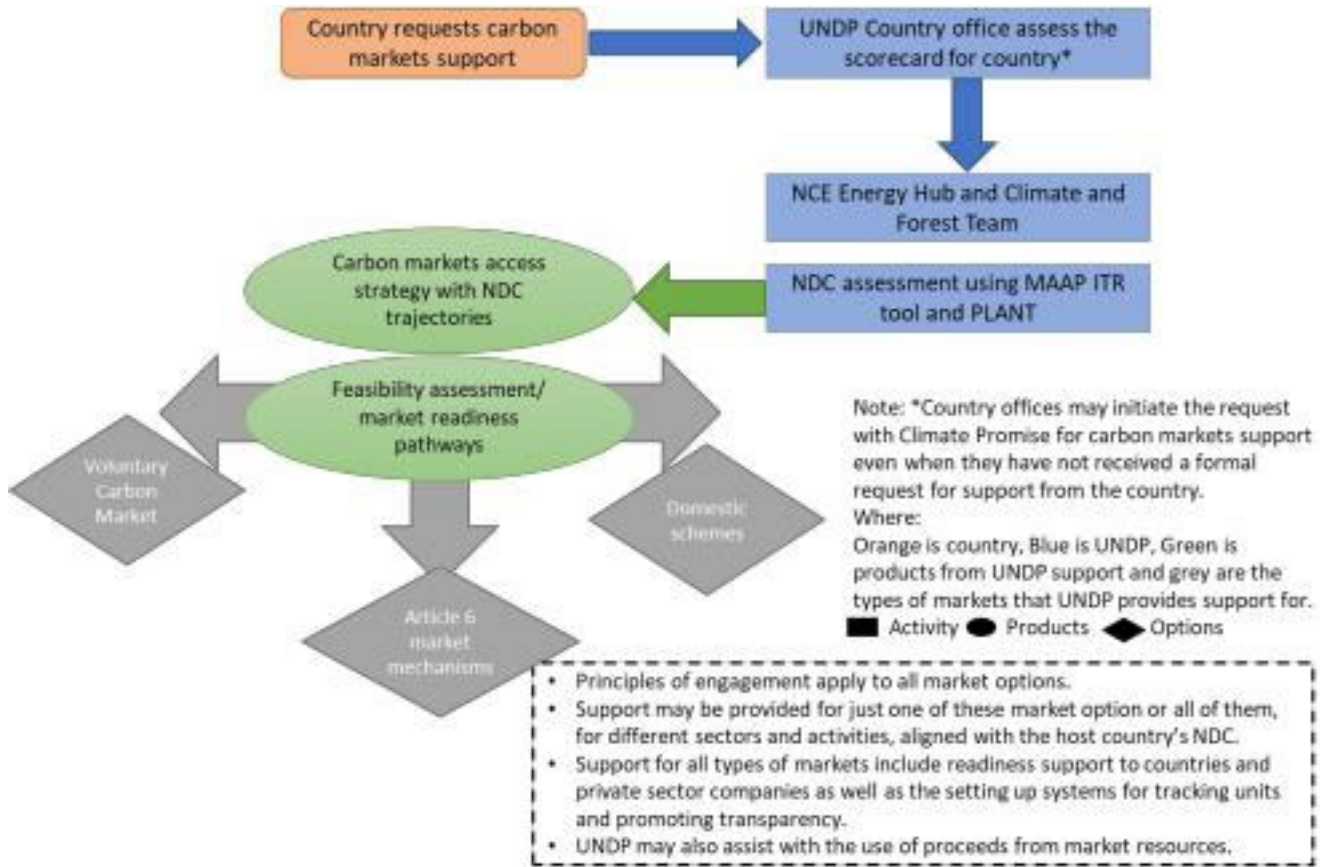 Country requests carbon
markets support
UNDP Country office assess the
scorecard for country*
NCE Energy Hub and Climate and
Forest Team
Carbon markets access
strategy with NDC
trajectories
NDC assessment using MAAP ITR
tool and PLANT
Feasibility assessment/
market readiness
pathways
Voluntary
Carbon
Market
Domestic
schemes
Article 6
market
mechanisms
Note: *Country offices may initiate the request
with Climate Promise for carbon markets support
even when they have not received a formal
request for support from the country.
Where:
Orange is country, Blue is UNDP, Green is
products from UNDP support and grey are the
types of markets that UNDP provides support for.
Activity Products Options
• Principles of engagement apply to all market options.
• Support may be provided for just one of these market option or all of them,
for different sectors and activities, aligned with the host country's NDC.
• Support for all types of markets include readiness support to countries and
private sector companies as well as the setting up systems for tracking units
and promoting transparency.
• UNDP may also assist with the use of proceeds from market resources.